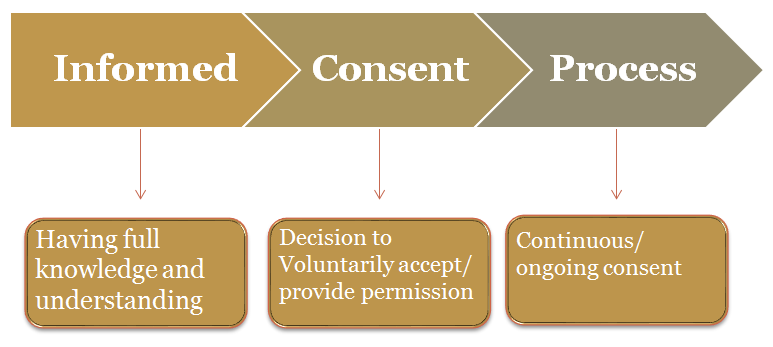 Informed
Consent
Process
Having full
knowledge and
understanding
Decision to
Voluntarily accept/
provide permission
Continuous/
ongoing consent